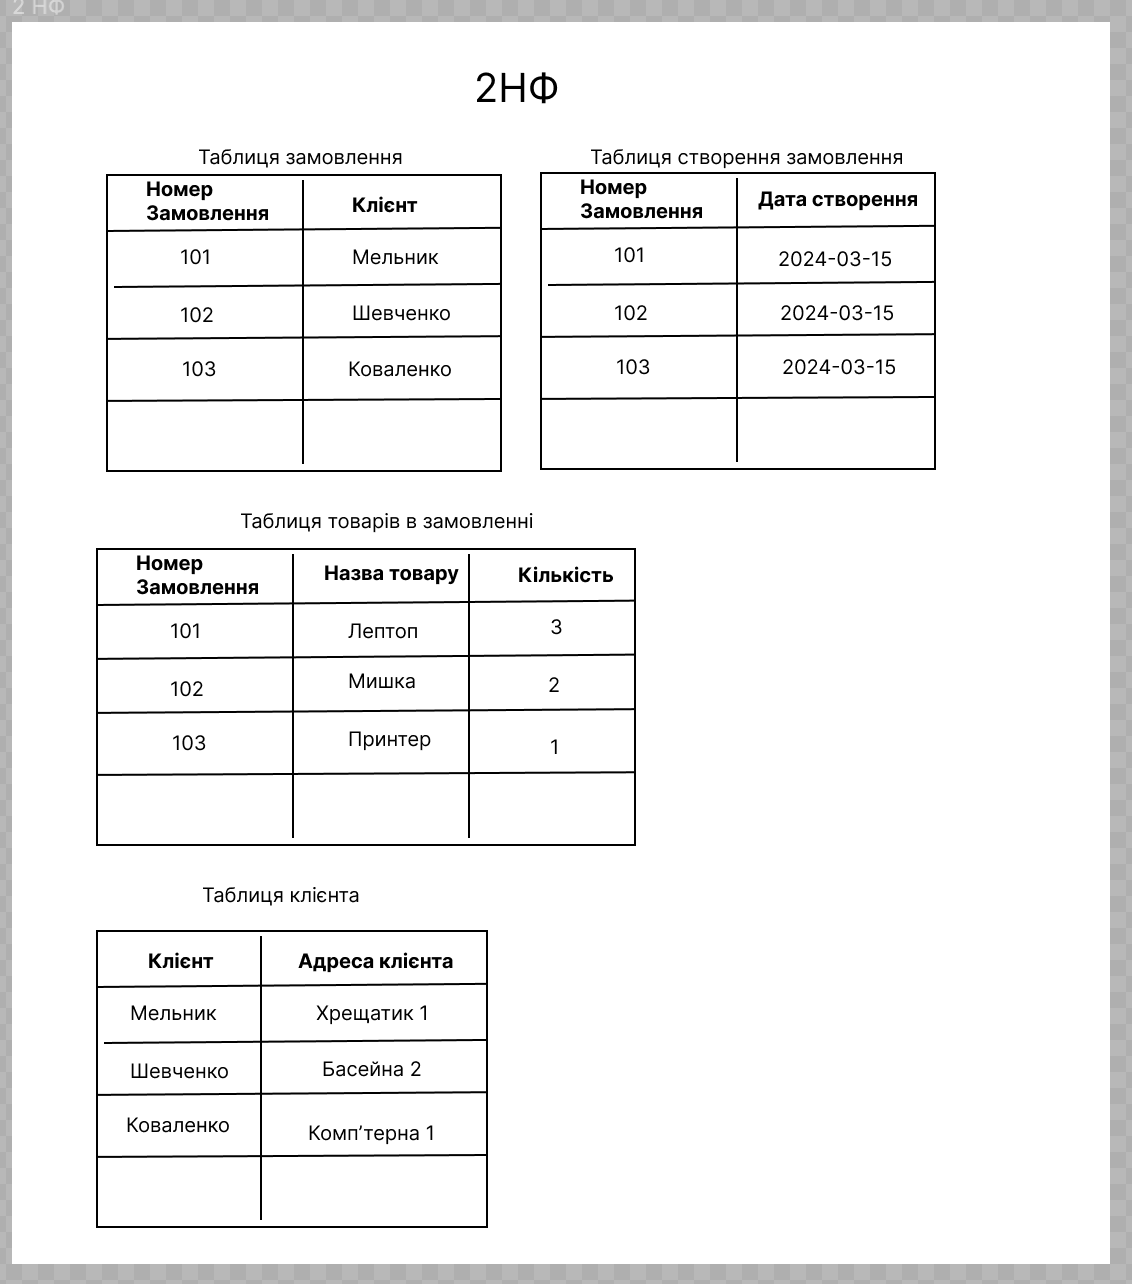 2 НФ
2НФ
Таблиця замовлення
Номер
Замовлення
Клієнт
101
Мельник
102
Шевченко
103
Коваленко
Таблиця створення замовлення
Номер
Замовлення
Дата створення
101
2024-03-15
102
2024-03-15
103
2024-03-15
Таблиця товарів в замовленні
Номер
Замовлення
Назва товару
Кількість
101
Лептоп
3
102
Мишка
2
103
Принтер
1
Таблиця клієнта
Клієнт
Адреса клієнта
Мельник
Хрещатик 1
Шевченко
Басейна 2
Коваленко
Комп’терна 1